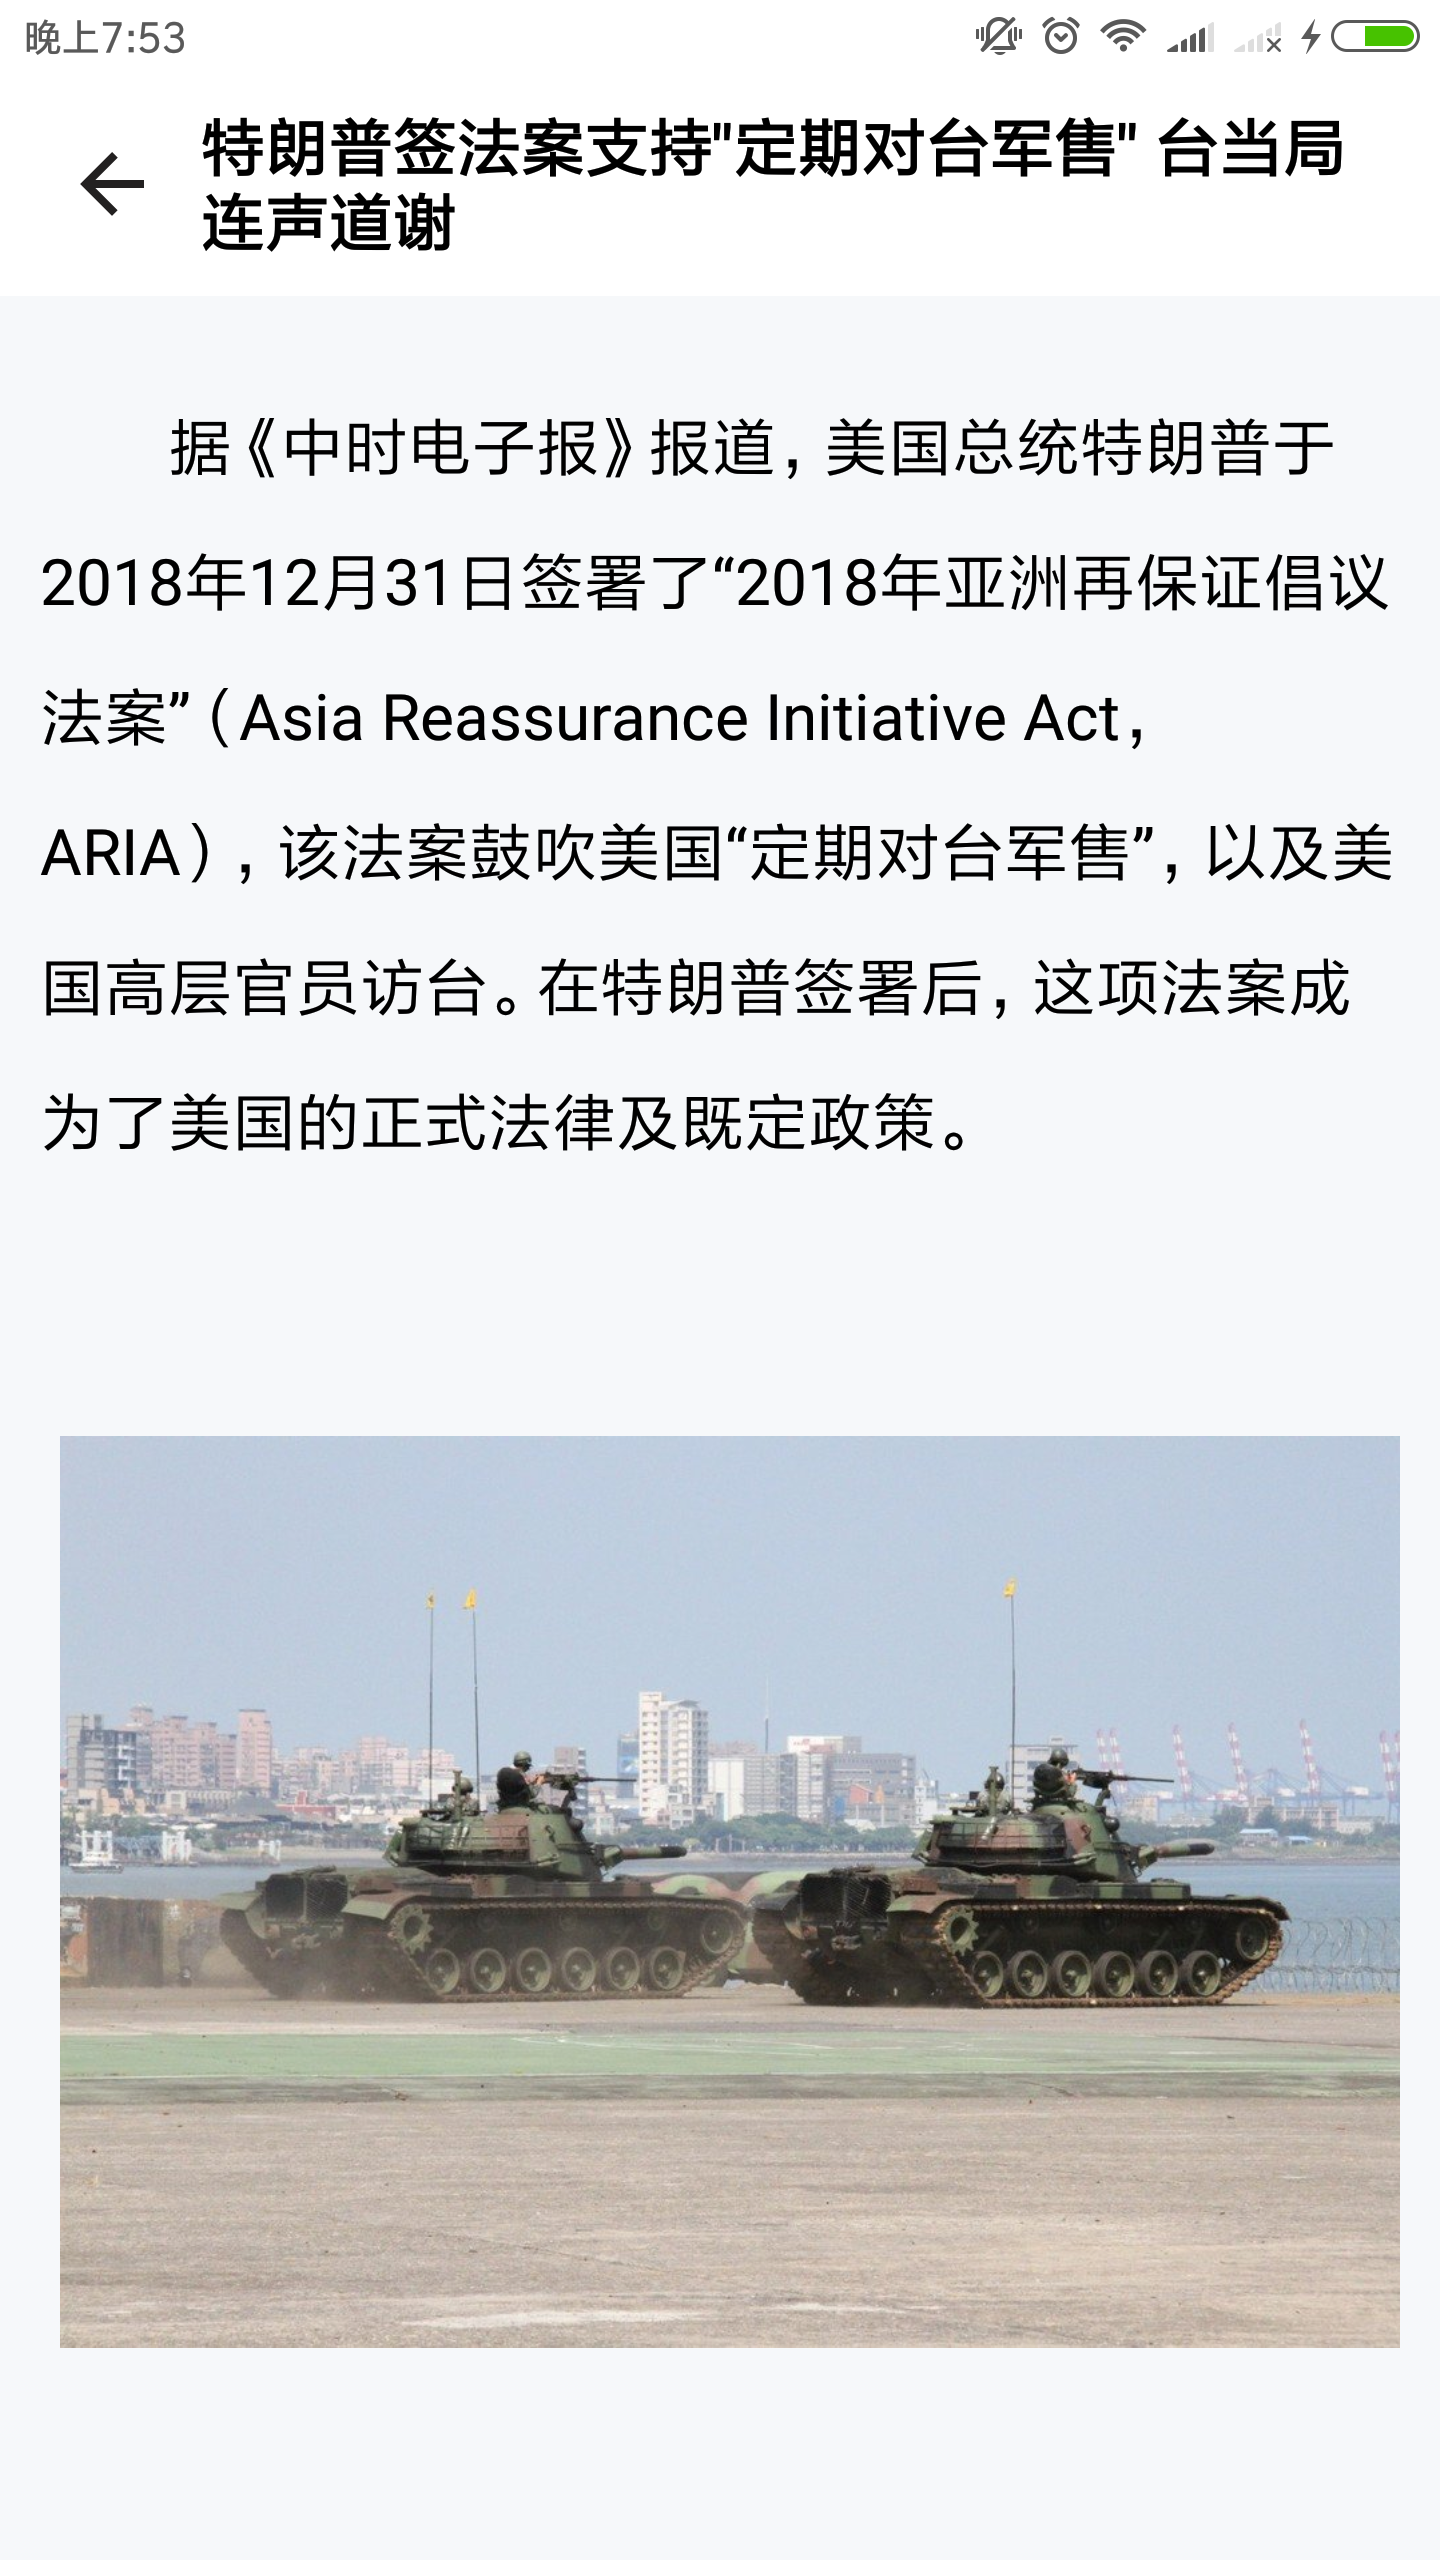 晚上7:53
特朗普签法案支持"定期对台军售" 台当局
连声道谢
据《中时电子报》报道，美国总统特朗普于
2018年12月31日签署了“2018年亚洲再保证倡议
法案”（Asia Reassurance Initiative Act，
ARIA），该法案鼓吹美国“定期对台军售”，以及美
国高层官员访台。在特朗普签署后，这项法案成
为了美国的正式法律及既定政策。